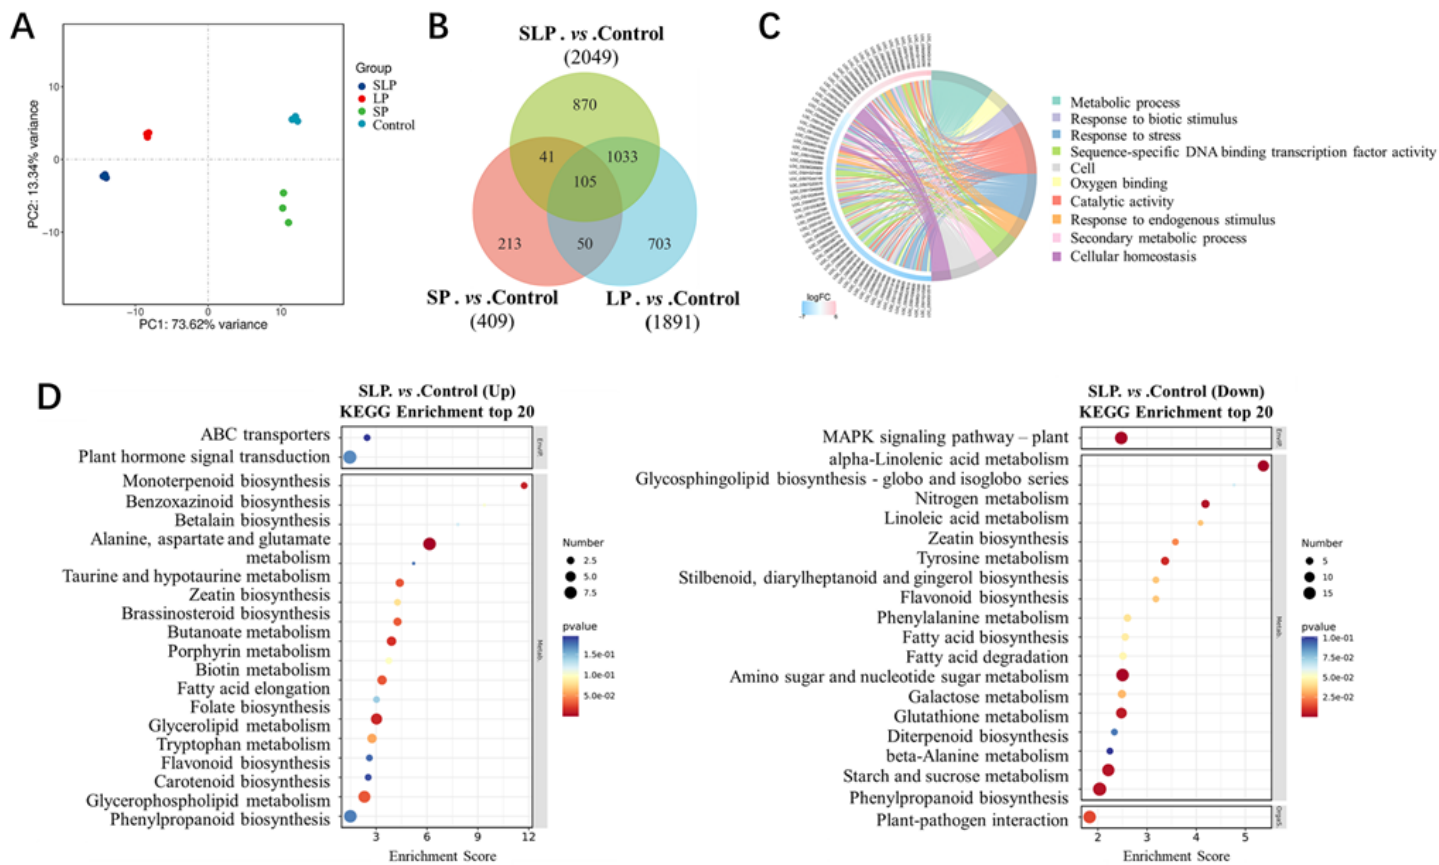 A
Group
SLP
LP
SP
Control
10
0
−10
PC2: 13.34% variance
−10
0
10
PC1: 73.62% variance
B
SLP . vs .Control
(2049)
870
41
1033
105
213
50
703
SP . vs .Control
(409)
LP . vs .Control
(1891)
C
logFC
Metabolic process
Response to biotic stimulus
Response to stress
Sequence-specific DNA binding transcription factor activity
Cell
Oxygen binding
Catalytic activity
Response to endogenous stimulus
Secondary metabolic process
Cellular homeostasis
D
SLP. vs .Control (Up)
KEGG Enrichment top 20
ABC transporters
Plant hormone signal transduction
Monoterpenoid biosynthesis
Benzoxazinoid biosynthesis
Betalain biosynthesis
Alanine, aspartate and glutamate
metabolism
Taurine and hypotaurine metabolism
Zeatin biosynthesis
Brassinosteroid biosynthesis
Butanoate metabolism
Porphyrin metabolism
Biotin metabolism
Fatty acid elongation
Folate biosynthesis
Glycerolipid metabolism
Tryptophan metabolism
Flavonoid biosynthesis
Carotenoid biosynthesis
Glycerophospholipid metabolism
Phenylpropanoid biosynthesis
EnvIP.
Metab.
3
6
9
12
Enrichment Score
Number
2.5
5.0
7.5
pvalue
1.5e-01
1.0e-01
5.0e-02
SLP. vs .Control (Down)
KEGG Enrichment top 20
MAPK signaling pathway – plant
alpha-Linolenic acid metabolism
Glycosphingolipid biosynthesis - globo and isoglobo series
Nitrogen metabolism
Linoleic acid metabolism
Zeatin biosynthesis
Tyrosine metabolism
Stilbenoid, diarylheptanoid and gingerol biosynthesis
Flavonoid biosynthesis
Phenylalanine metabolism
Fatty acid biosynthesis
Fatty acid degradation
Amino sugar and nucleotide sugar metabolism
Galactose metabolism
Glutathione metabolism
Diterpenoid biosynthesis
beta-Alanine metabolism
Starch and sucrose metabolism
Phenylpropanoid biosynthesis
Plant-pathogen interaction
EnvIP.
Metab.
OrgaS.
2
3
4
5
Enrichment Score
Number
5
10
15
pvalue
1.0e-01
7.5e-02
5.0e-02
2.5e-02